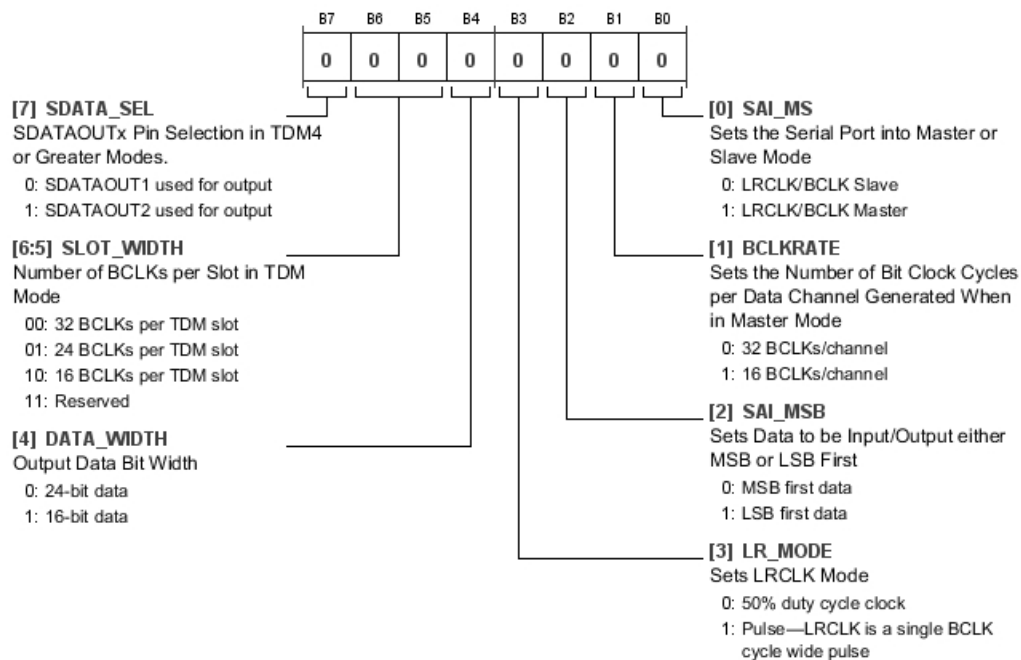 B7 B6 B5 B4 B3 B2 B1 B0
0 0 0 0 0 0 0 0
[7] SDATA_SEL
SDATAOUTx Pin Selection in TDM4
or Greater Modes.
0: SDATAOUT1 used for output
1: SDATAOUT2 used for output
[6:5] SLOT_WIDTH
Number of BCLKs per Slot in TDM
Mode
00: 32 BCLKs per TDM slot
01: 24 BCLKs per TDM slot
10: 16 BCLKs per TDM slot
11: Reserved
[4] DATA_WIDTH
Output Data Bit Width
0: 24-bit data
1: 16-bit data
[0] SAI_MS
Sets the Serial Port into Master or
Slave Mode
0: LRCLK/BCLK Slave
1: LRCLK/BCLK Master
[1] BCLKRATE
Sets the Number of Bit Clock Cycles
per Data Channel Generated When
in Master Mode
0: 32 BCLKs/channel
1: 16 BCLKs/channel
[2] SAI_MSB
Sets Data to be Input/Output either
MSB or LSB First
0: MSB first data
1: LSB first data
[3] LR_MODE
Sets LRCLK Mode
0: 50% duty cycle clock
1: Pulse—LRCLK is a single BCLK
cycle wide pulse